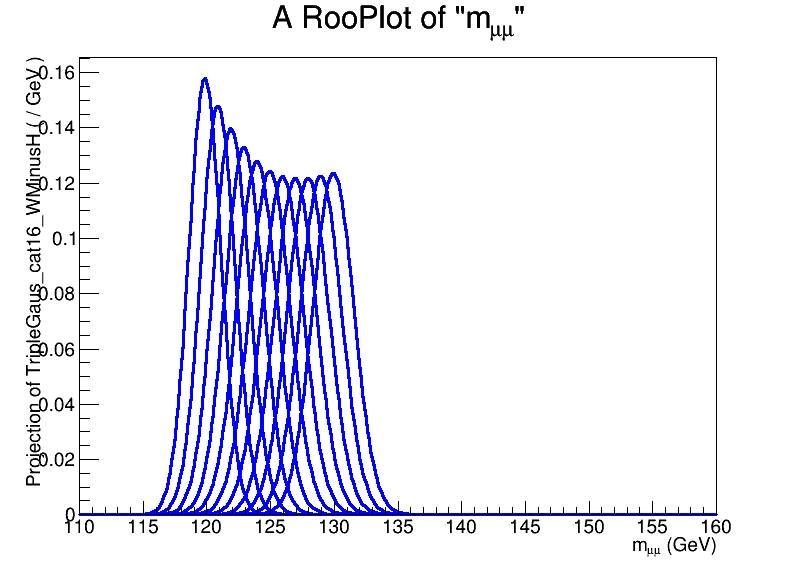 A RooPlot of "mμμ"
Projection of TripleGaus_cat16_WMinusH ( / GeV )
0.16
0.14
0.12
0.1
0.08
0.06
0.04
0.02
0
110 115 120 125 130 135 140 145 150 155 160
mμμ (GeV)